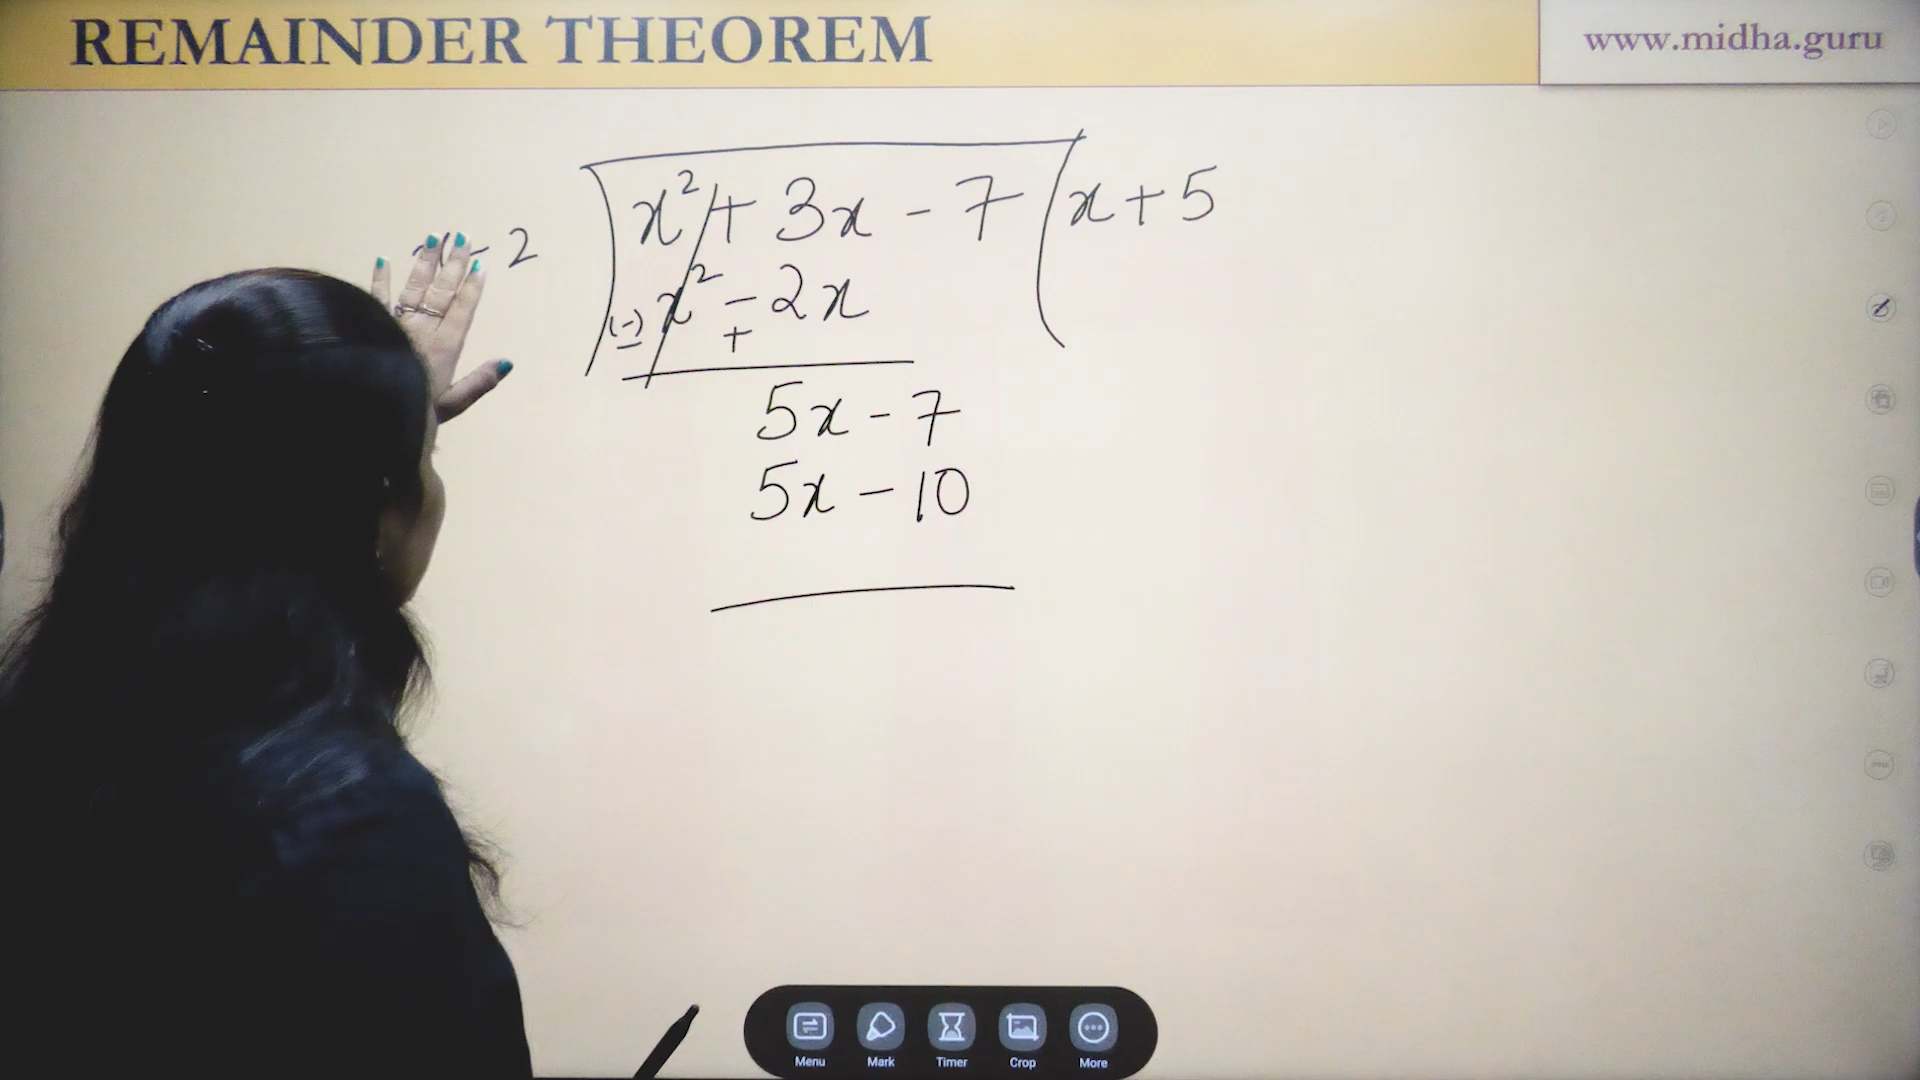 REMAINDER THEOREM
www.midha.guru
x² + 3x - 7 ( x + 5
- 2
(-) x² - 2x
+
5x - 7
5x - 10
Menu Mark Timer Crop More